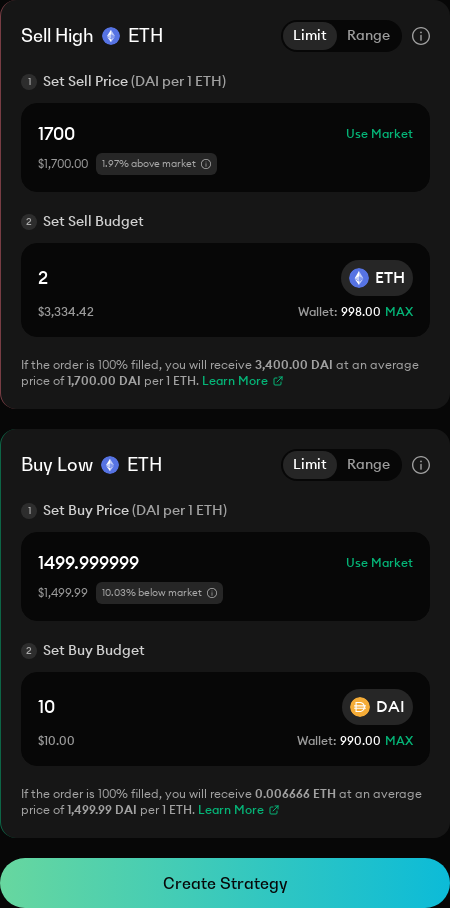 Sell High ETH Limit Range
1 Set Sell Price (DAI per 1 ETH)
1700 Use Market
$1,700.00 1.97% above market
2 Set Sell Budget
2 ETH
$3,334.42 Wallet: 998.00 MAX
If the order is 100% filled, you will receive 3,400.00 DAI at an average
price of 1,700.00 DAI per 1 ETH. Learn More
Buy Low ETH Limit Range
1 Set Buy Price (DAI per 1 ETH)
1499.999999 Use Market
$1,499.99 10.03% below market
2 Set Buy Budget
10 DAI
$10.00 Wallet: 990.00 MAX
If the order is 100% filled, you will receive 0.006666 ETH at an average
price of 1,499.99 DAI per 1 ETH. Learn More
Create Strategy